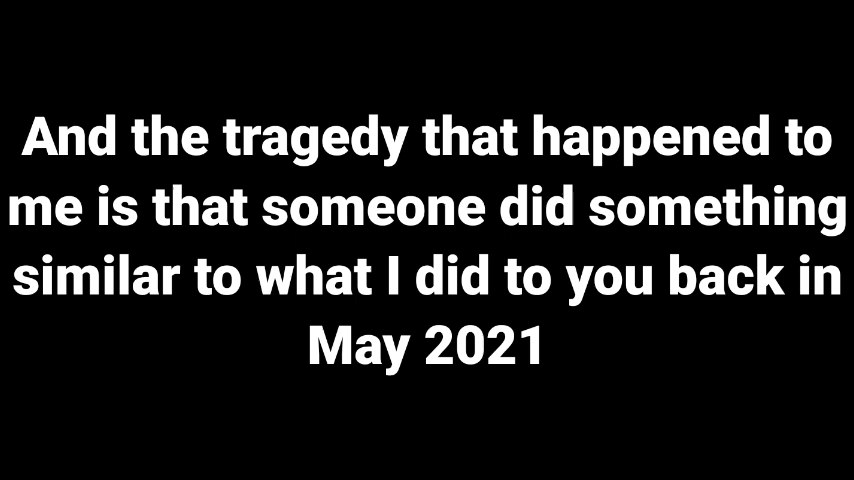 And the tragedy that happened to
me is that someone did something
similar to what I did to you back in
May 2021